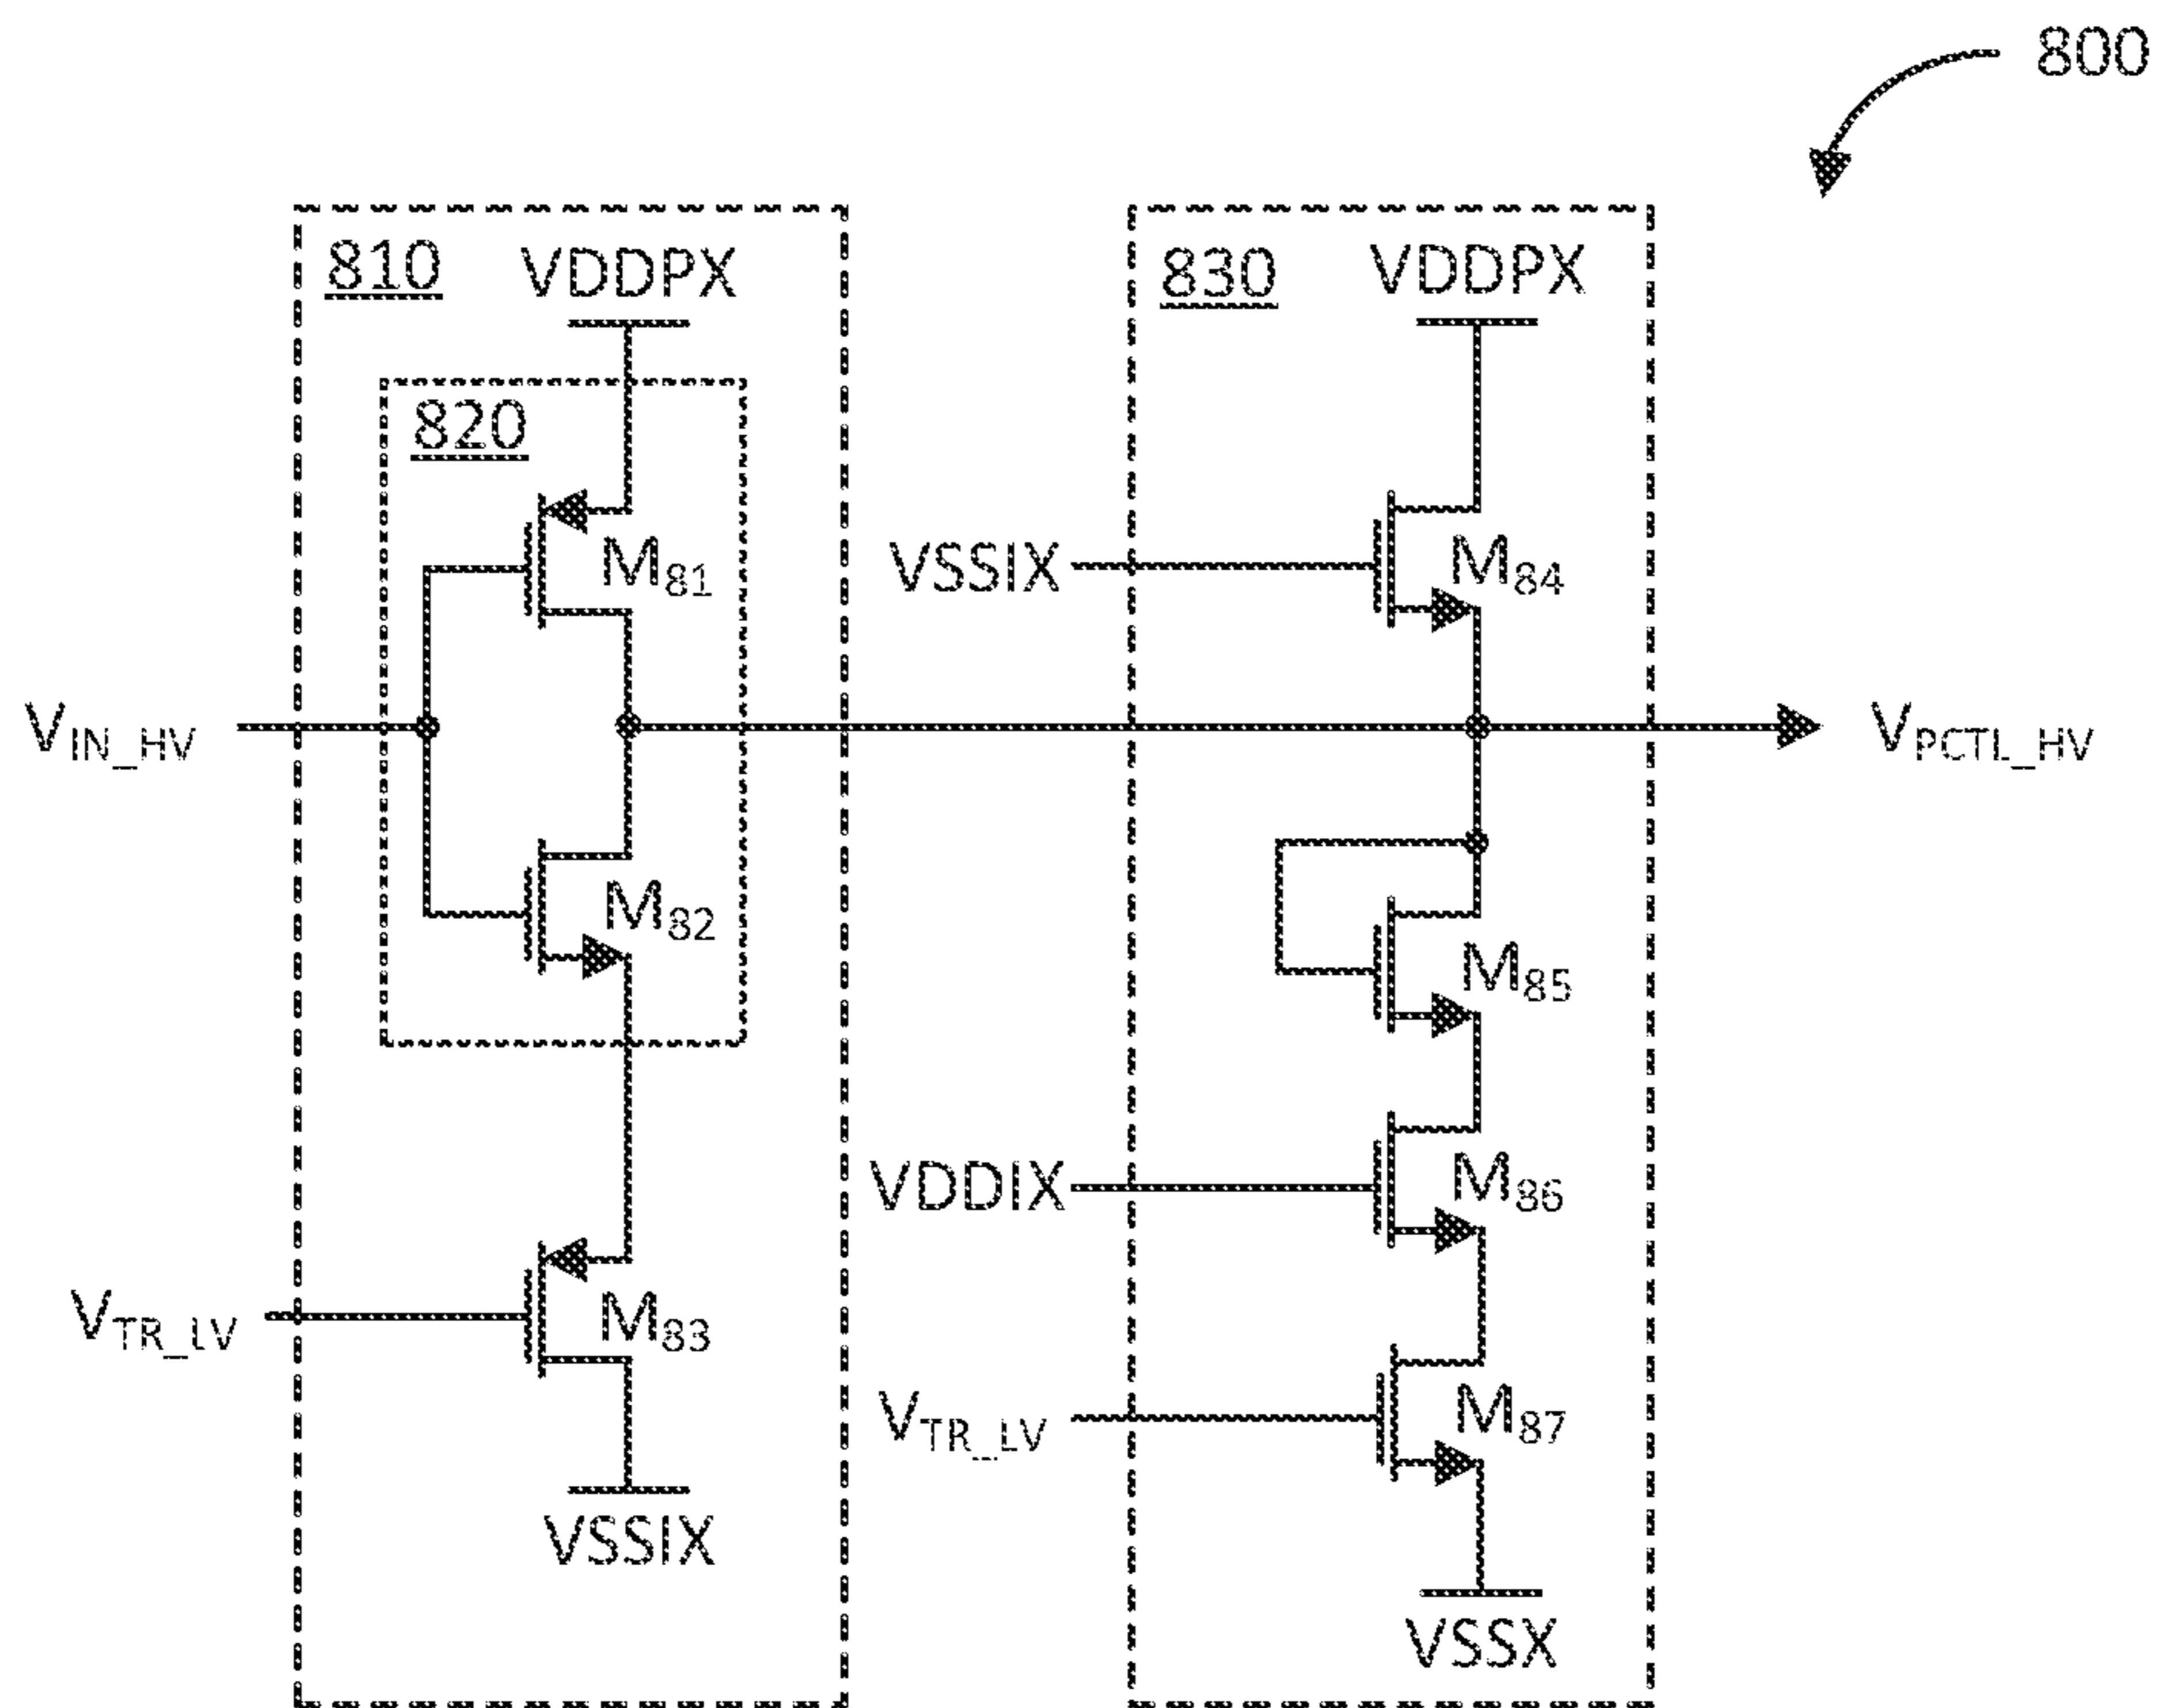 800
810
VDDPX
830
VDDPX
820
M81
VSSIX
M84
VIN_HV
VPCTL_HV
M82
M85
VDDIX
M86
VTR_LV
M83
VTR_LV
M87
VSSIX
VSSX